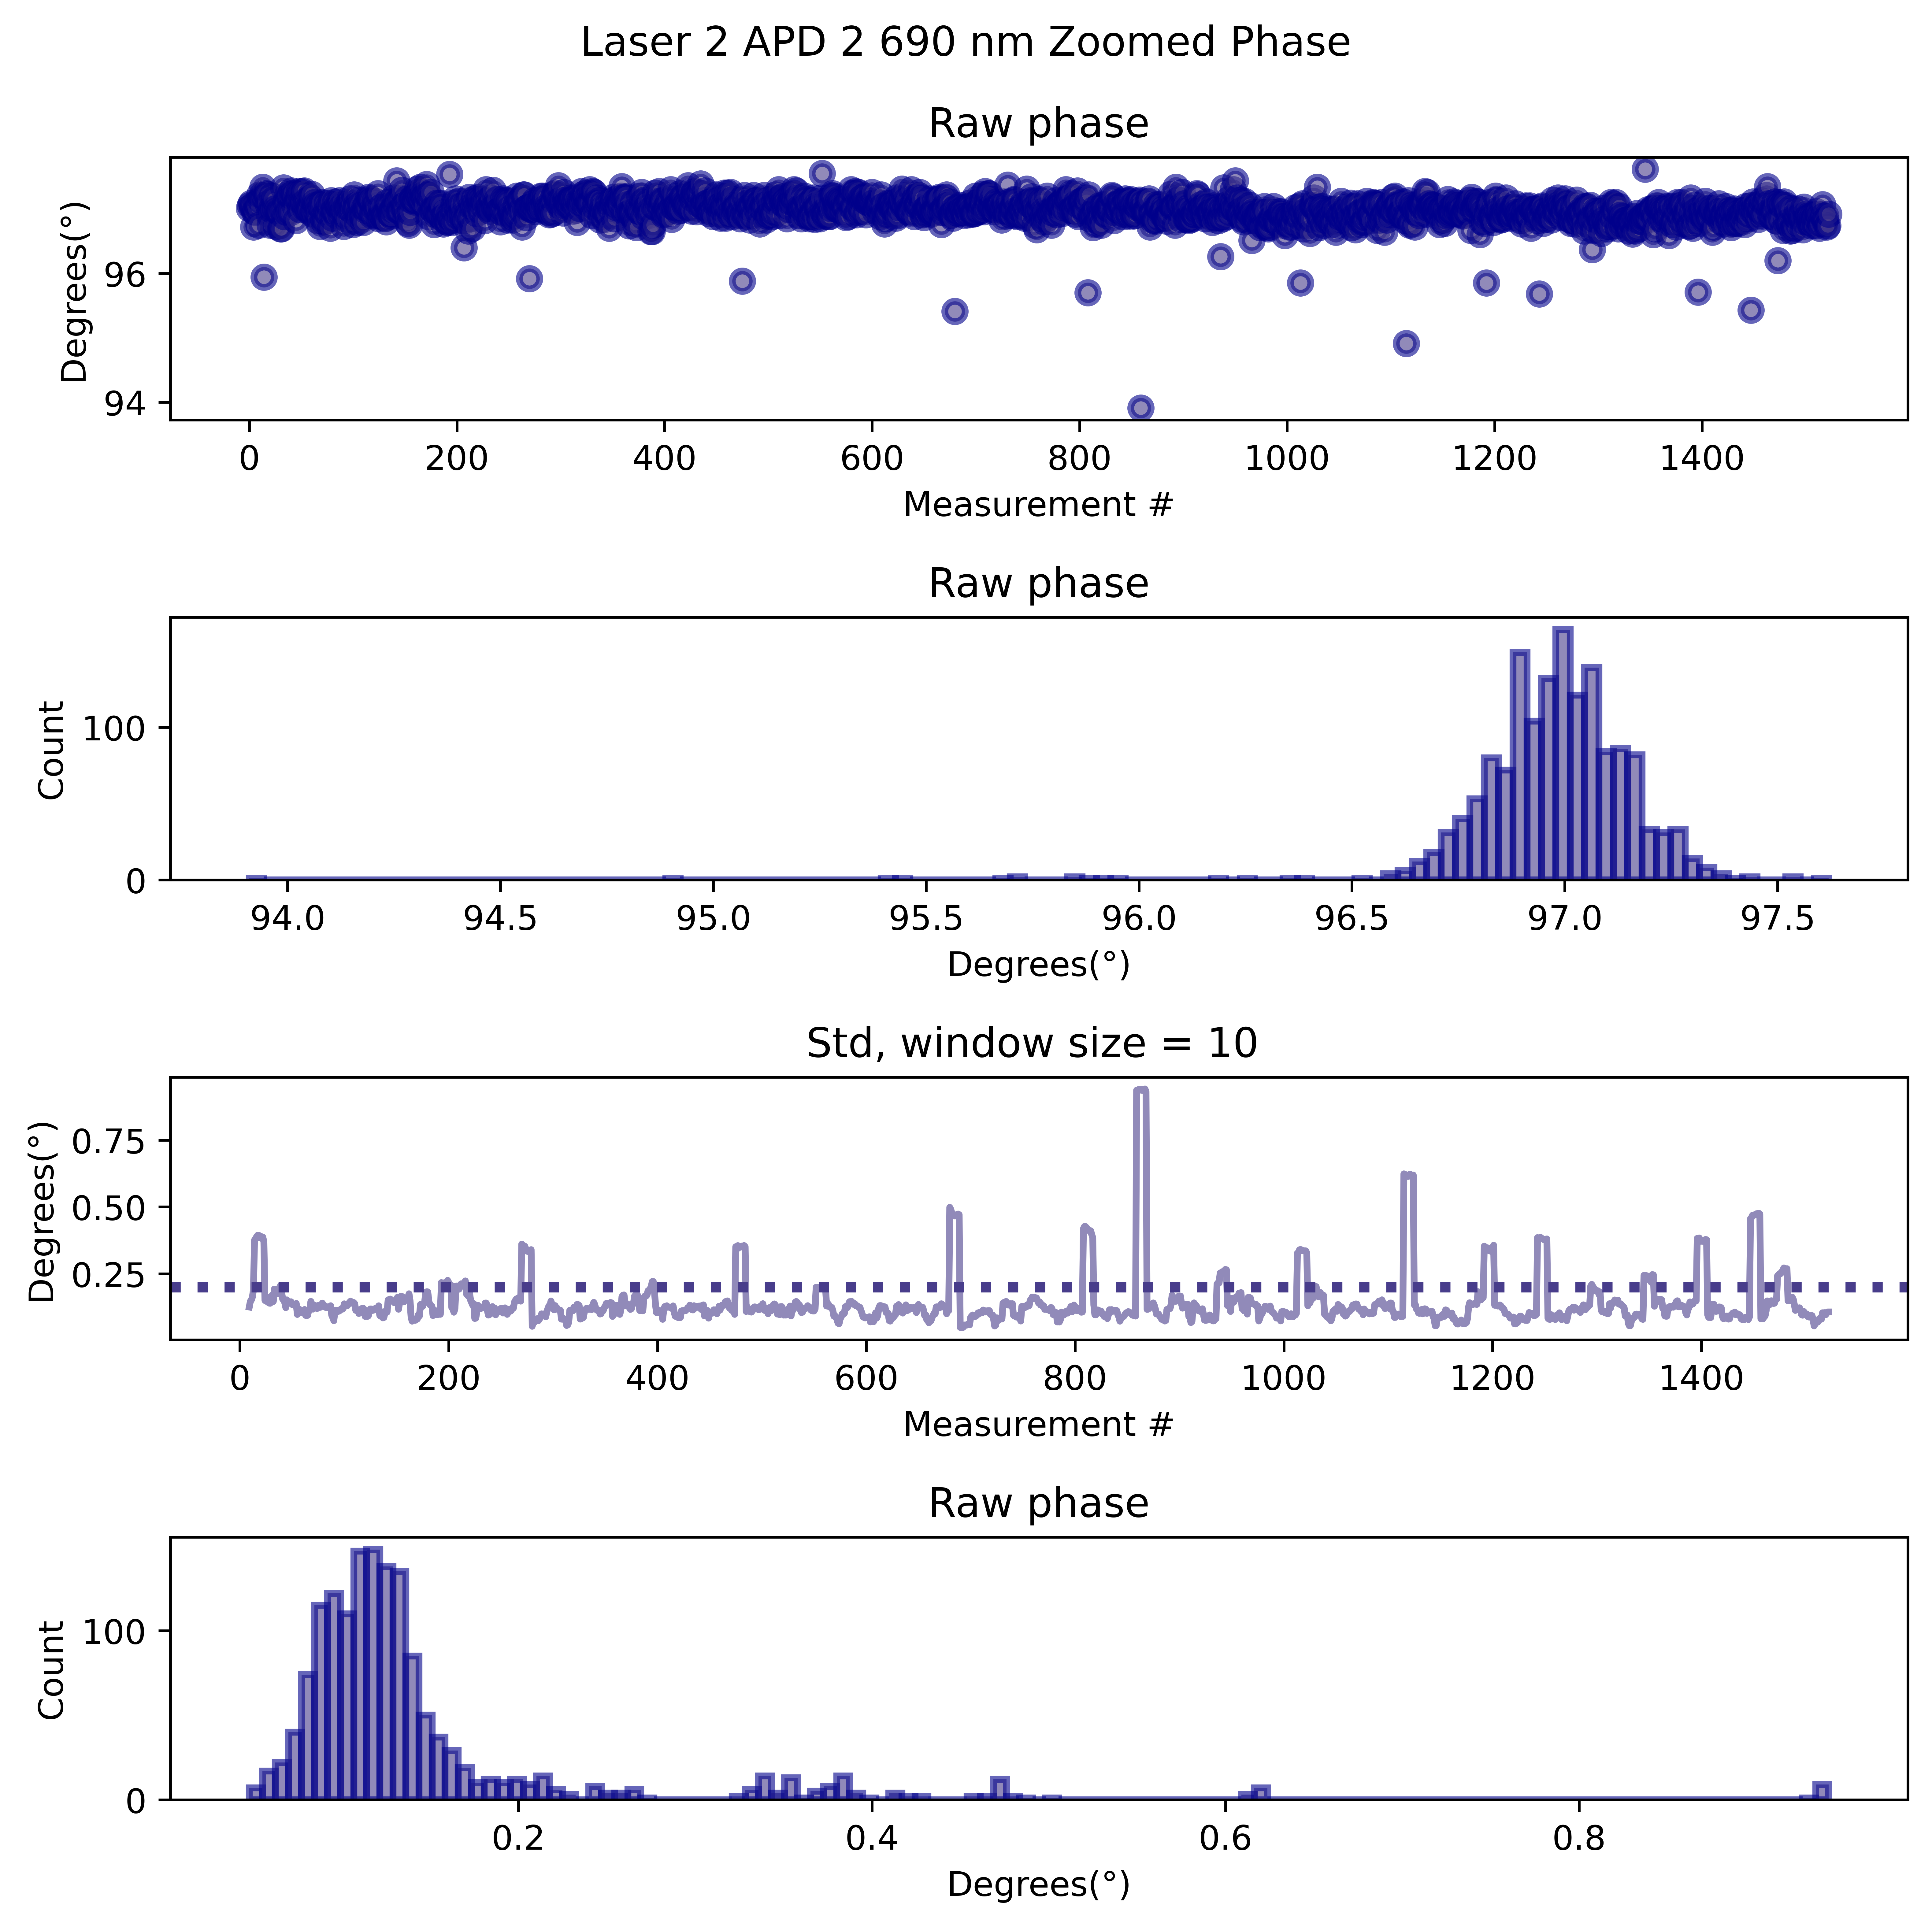 Laser 2 APD 2 690 nm Zoomed Phase
Raw phase
Degrees(°)
96
94
0 200 400 600 800 1000 1200 1400
Measurement #
Raw phase
Count
100
0
94.0 94.5 95.0 95.5 96.0 96.5 97.0 97.5
Degrees(°)
Std, window size = 10
Degrees(°)
0.75
0.50
0.25
0 200 400 600 800 1000 1200 1400
Measurement #
Raw phase
Count
100
0
0.2 0.4 0.6 0.8
Degrees(°)